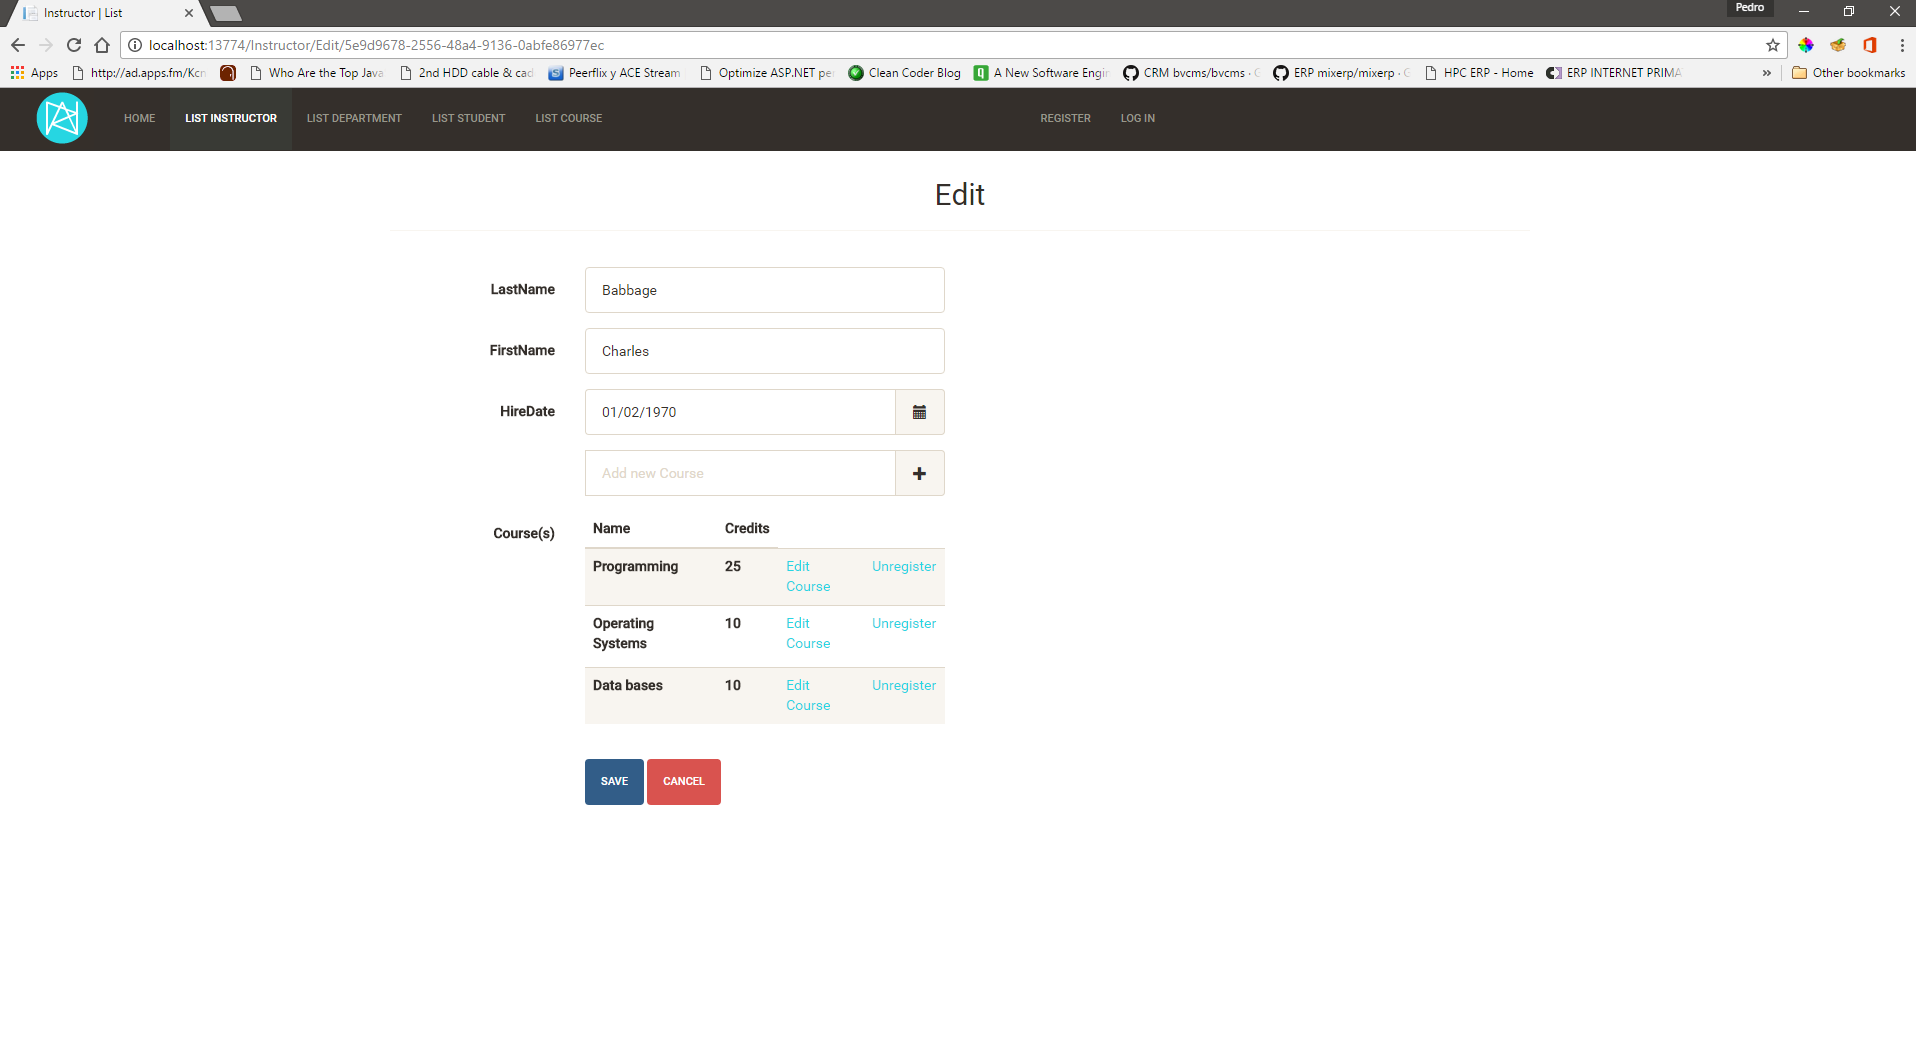 Instructor | List
Pedro
localhost:13774/Instructor/Edit/5e9d9678-2556-48a4-9136-0abfe86977ec
Apps
http://ad.apps.fm/Kcn
Who Are the Top Java
2nd HDD cable & cad
Peerflix y ACE Stream
Optimize ASP.NET pe
Clean Coder Blog
A New Software Engi
CRM bvcms/bvcms · G
ERP mixerp/mixerp · G
HPC ERP - Home
ERP INTERNET PRIMA
»
Other bookmarks
HOME
LIST INSTRUCTOR
LIST DEPARTMENT
LIST STUDENT
LIST COURSE
REGISTER
LOG IN
Edit
LastName
Babbage
FirstName
Charles
HireDate
01/02/1970
Add new Course
Course(s)
Name Credits
Programming 25 Edit Course Unregister
Operating Systems 10 Edit Course Unregister
Data bases 10 Edit Course Unregister
SAVE
CANCEL